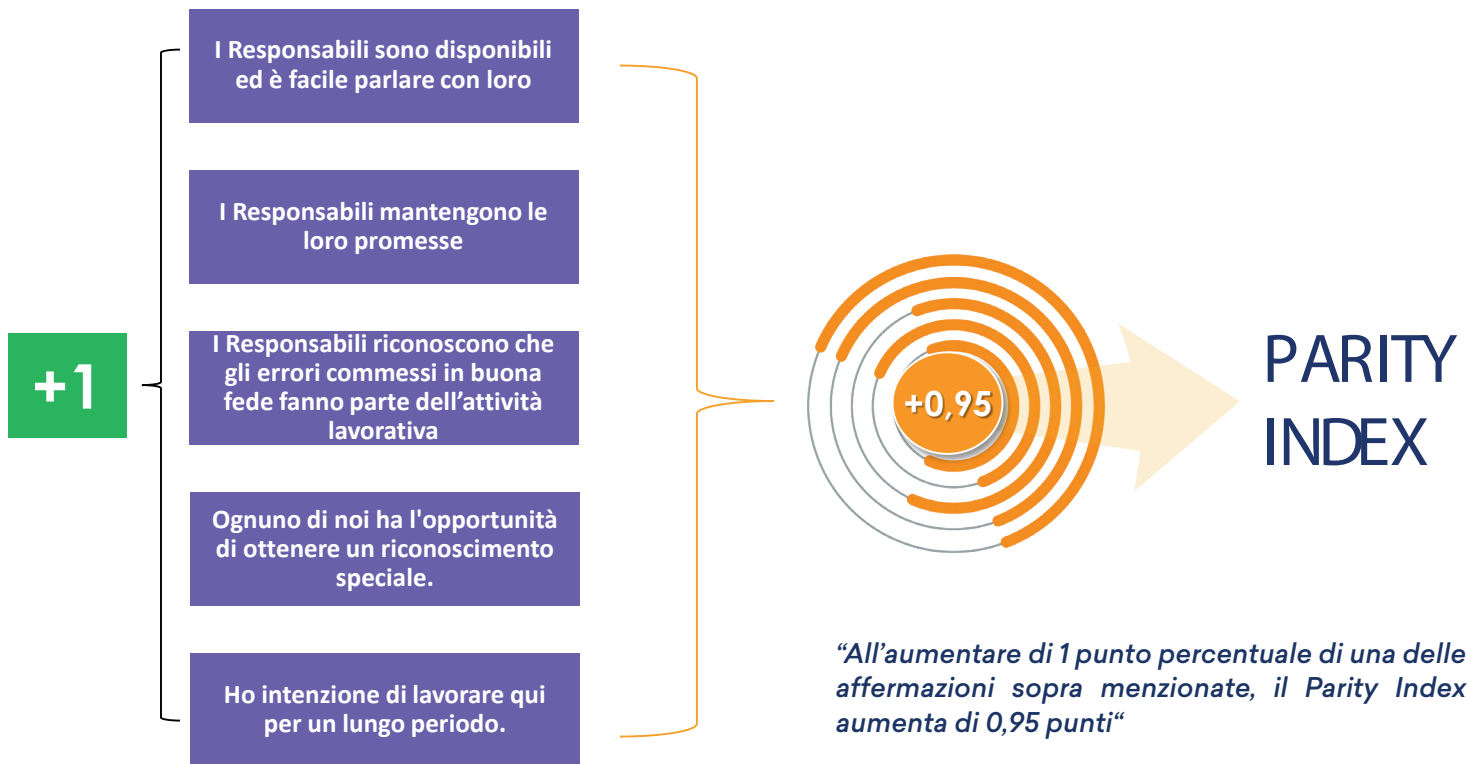 +1
I Responsabili sono disponibili
ed è facile parlare con loro
I Responsabili mantengono le
loro promesse
I Responsabili riconoscono che
gli errori commessi in buona
fede fanno parte dell’attività
lavorativa
Ognuno di noi ha l'opportunità
di ottenere un riconoscimento
speciale.
Ho intenzione di lavorare qui
per un lungo periodo.
+0,95
PARITY
INDEX
“All’aumentare di 1 punto percentuale di una delle
affermazioni sopra menzionate, il Parity Index
aumenta di 0,95 punti“